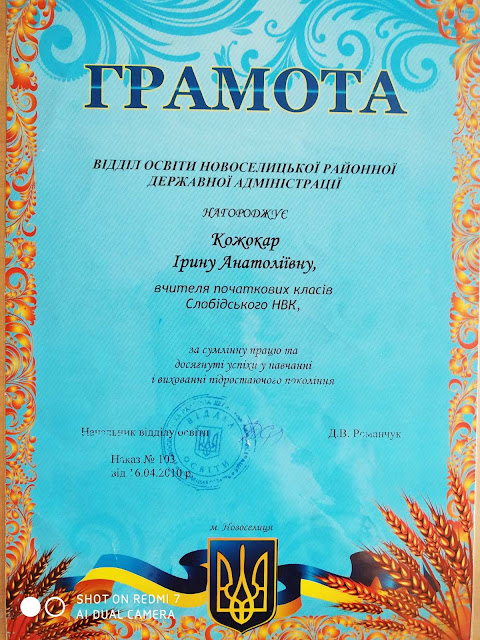 ГРАМОТА
ВІДДІЛ ОСВІТИ НОВОСЕЛИЦЬКОЇ РАЙОННОЇ
ДЕРЖАВНОЇ АДМІНІСТРАЦІЇ
НАГОРОДЖУЄ
Кожокар
Ірину Анатоліївну,
вчителя початкових класів
Слобідського НВК,
за сумлінну працю та
досягнуті успіхи у навчанні
і вихованні підростаючого покоління
Начальник відділу освіти Д.В. Романчук
ВІДДІЛ
ОСВІТИ
Наказ № 103
від 16.04.2010 р.
м. Новоселиця
SHOT ON REDMI 7
AI DUAL CAMERA